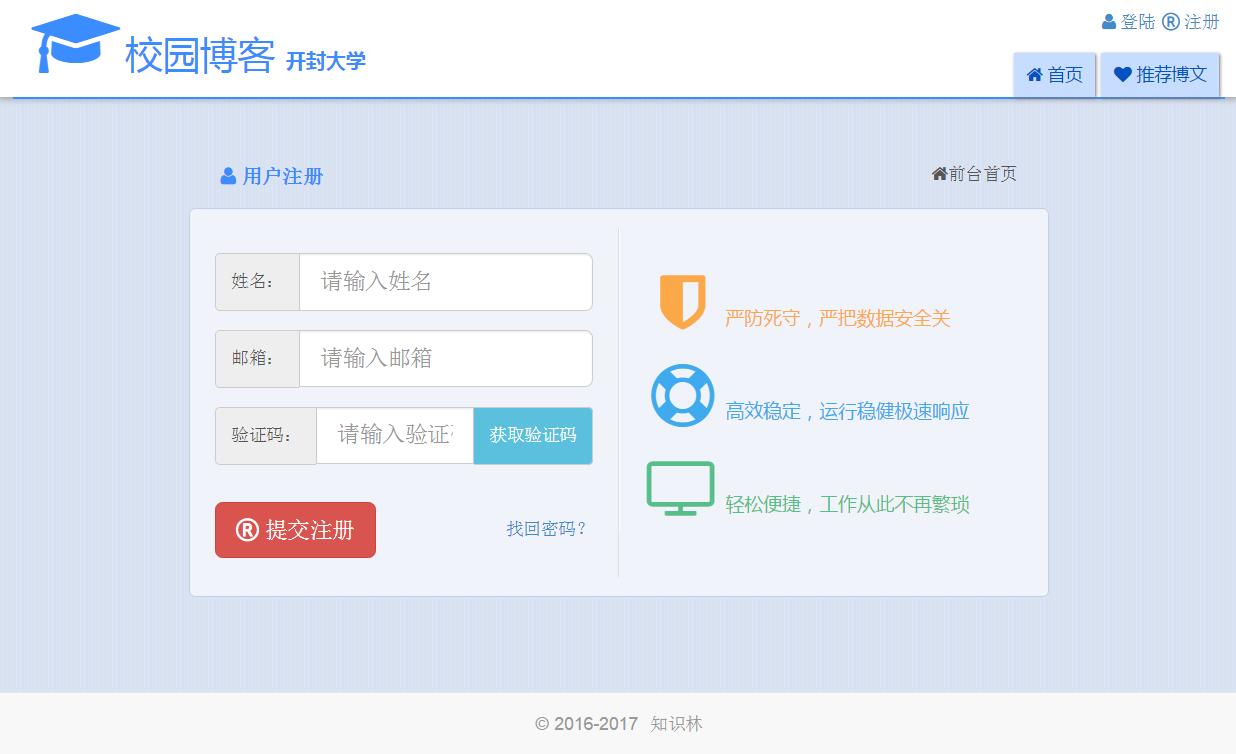 登陆 ® 注册
校园博客 开封大学
首页 推荐博文
用户注册
前台首页
姓名： 请输入姓名
邮箱： 请输入邮箱
验证码： 请输入验证 获取验证码
® 提交注册
找回密码？
严防死守，严把数据安全关
高效稳定，运行稳健极速响应
轻松便捷，工作从此不再繁琐
© 2016-2017 知识林